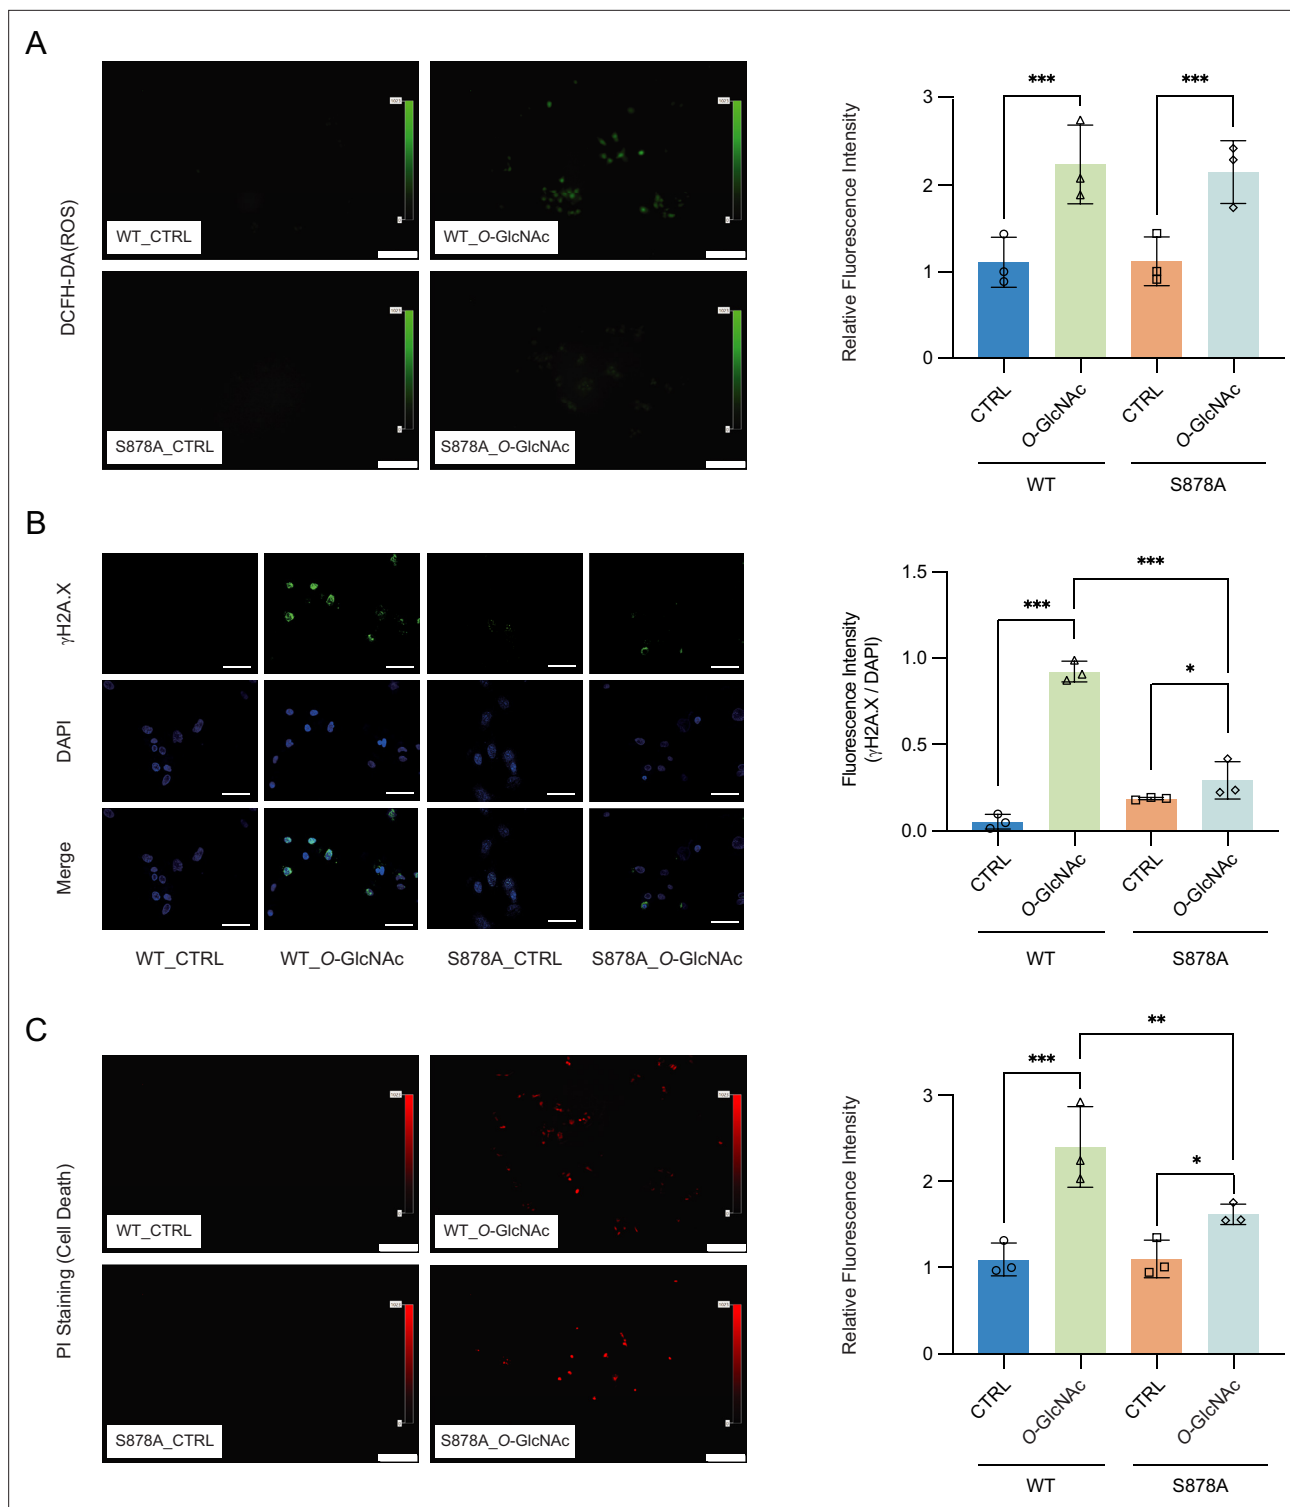 A
DCFH-DA(ROS)
WT_CTRL
WT_O-GlcNAc
S878A_CTRL
S878A_O-GlcNAc
Relative Fluorescence Intensity
3
2
1
0
***
***
CTRL
O-GlcNAc
CTRL
O-GlcNAc
WT
S878A
B
γH2A.X
DAPI
Merge
WT_CTRL
WT_O-GlcNAc
S878A_CTRL
S878A_O-GlcNAc
Fluorescence Intensity
(γH2A.X / DAPI)
1.5
1.0
0.5
0.0
***
***
*
CTRL
O-GlcNAc
CTRL
O-GlcNAc
WT
S878A
C
PI Staining (Cell Death)
WT_CTRL
WT_O-GlcNAc
S878A_CTRL
S878A_O-GlcNAc
Relative Fluorescence Intensity
3
2
1
0
***
**
*
CTRL
O-GlcNAc
CTRL
O-GlcNAc
WT
S878A